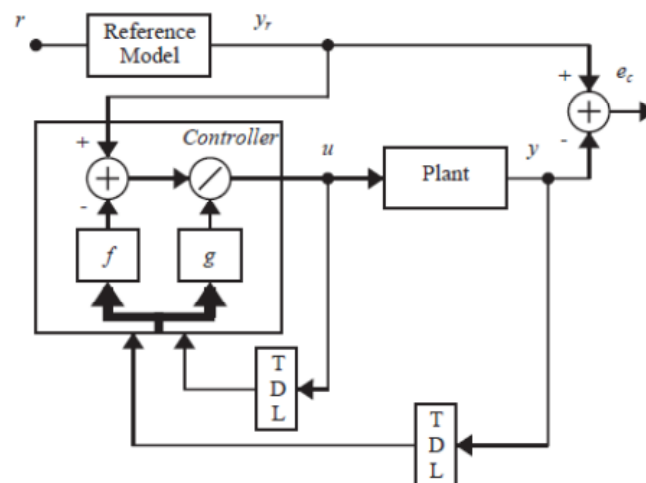 r
Reference
Model
y_r
+
e_c
+
-
+
Controller
u
y
+
-
Plant
f
g
T
D
L
T
D
L